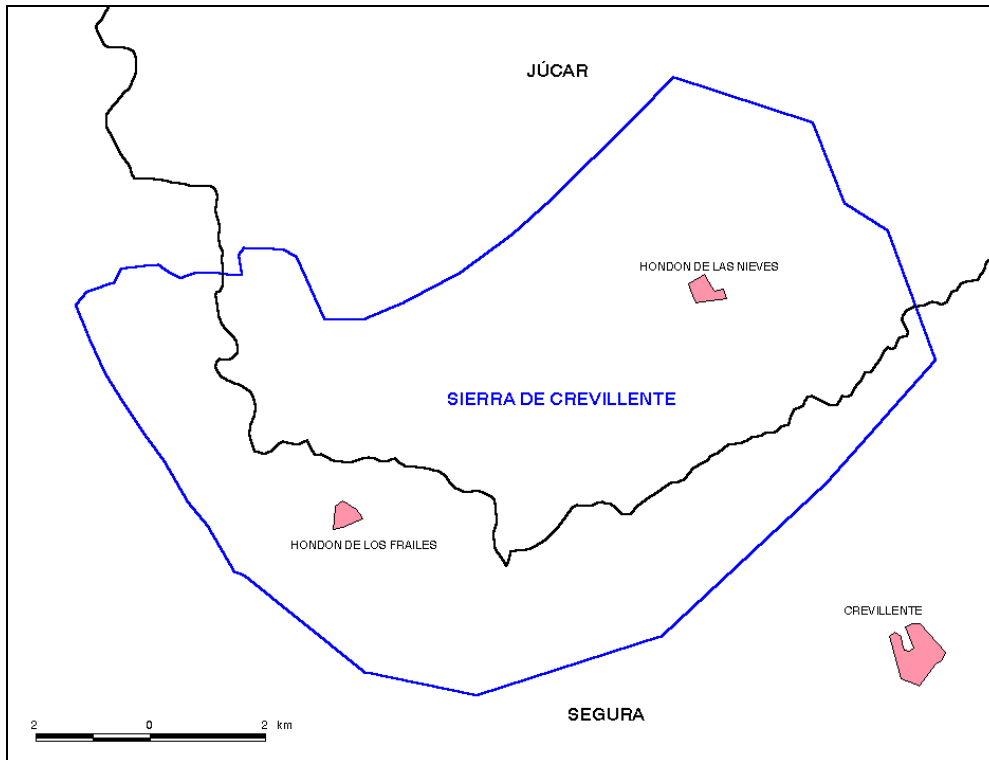 JÚCAR
HONDON DE LAS NIEVES
SIERRA DE CREVILLENTE
HONDON DE LOS FRAILES
CREVILLENTE
SEGURA
2 0 2 km